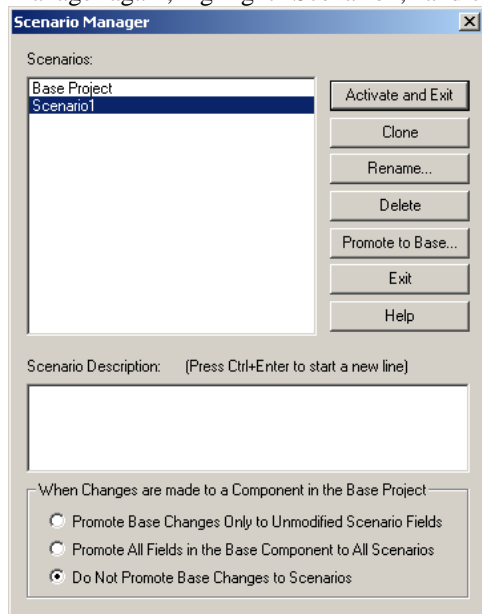 Scenario Manager
Scenarios:
Base Project
Scenario1
Activate and Exit
Clone
Rename...
Delete
Promote to Base...
Exit
Help
Scenario Description: (Press Ctrl+Enter to start a new line)
When Changes are made to a Component in the Base Project
Promote Base Changes Only to Unmodified Scenario Fields
Promote All Fields in the Base Component to All Scenarios
Do Not Promote Base Changes to Scenarios